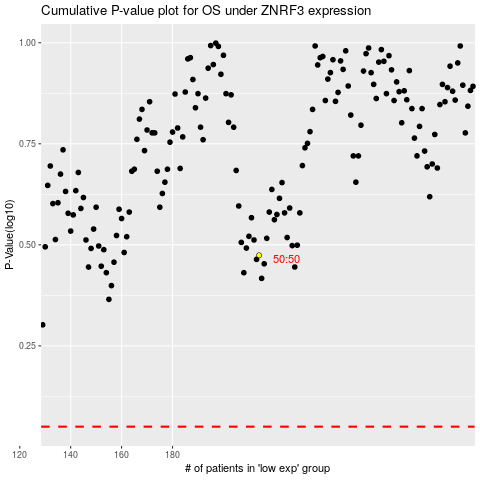 Cumulative P-value plot for OS under ZNRF3 expression
P-Value(log10)
1.00
0.75
0.50
0.25
50:50
120 140 160 180
# of patients in 'low exp' group